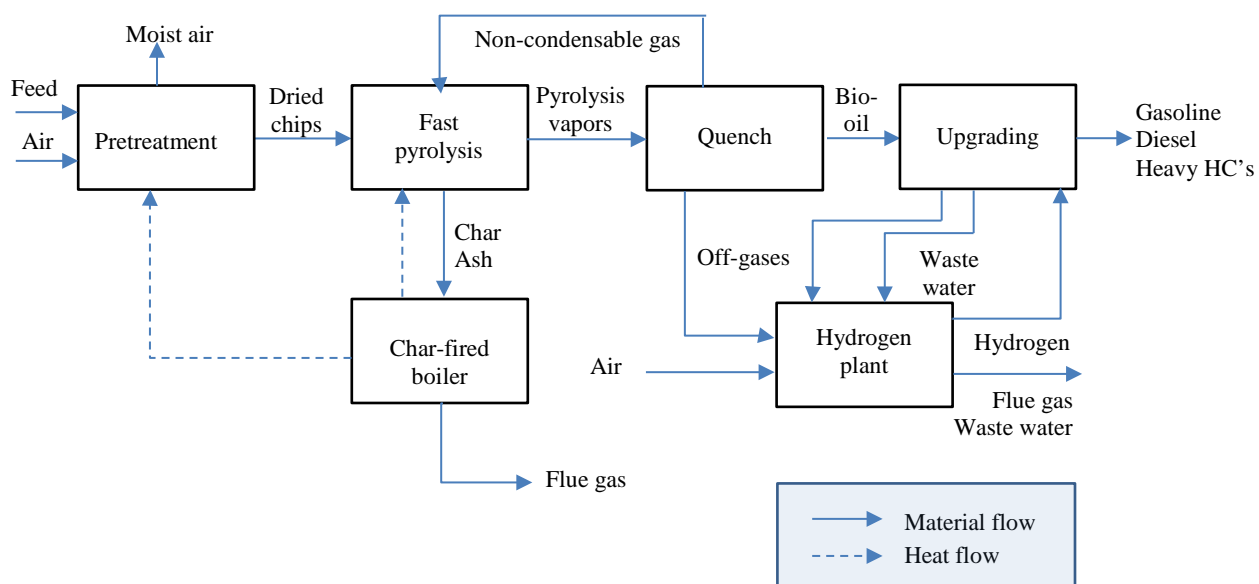 Moist air
Non-condensable gas
Feed
Air
Pretreatment
Dried
chips
Fast
pyrolysis
Pyrolysis
vapors
Quench
Bio-
oil
Upgrading
Gasoline
Diesel
Heavy HC’s
Char
Ash
Off-gases
Waste
water
Char-fired
boiler
Air
Hydrogen
plant
Hydrogen
Flue gas
Waste water
Flue gas
Material flow
Heat flow